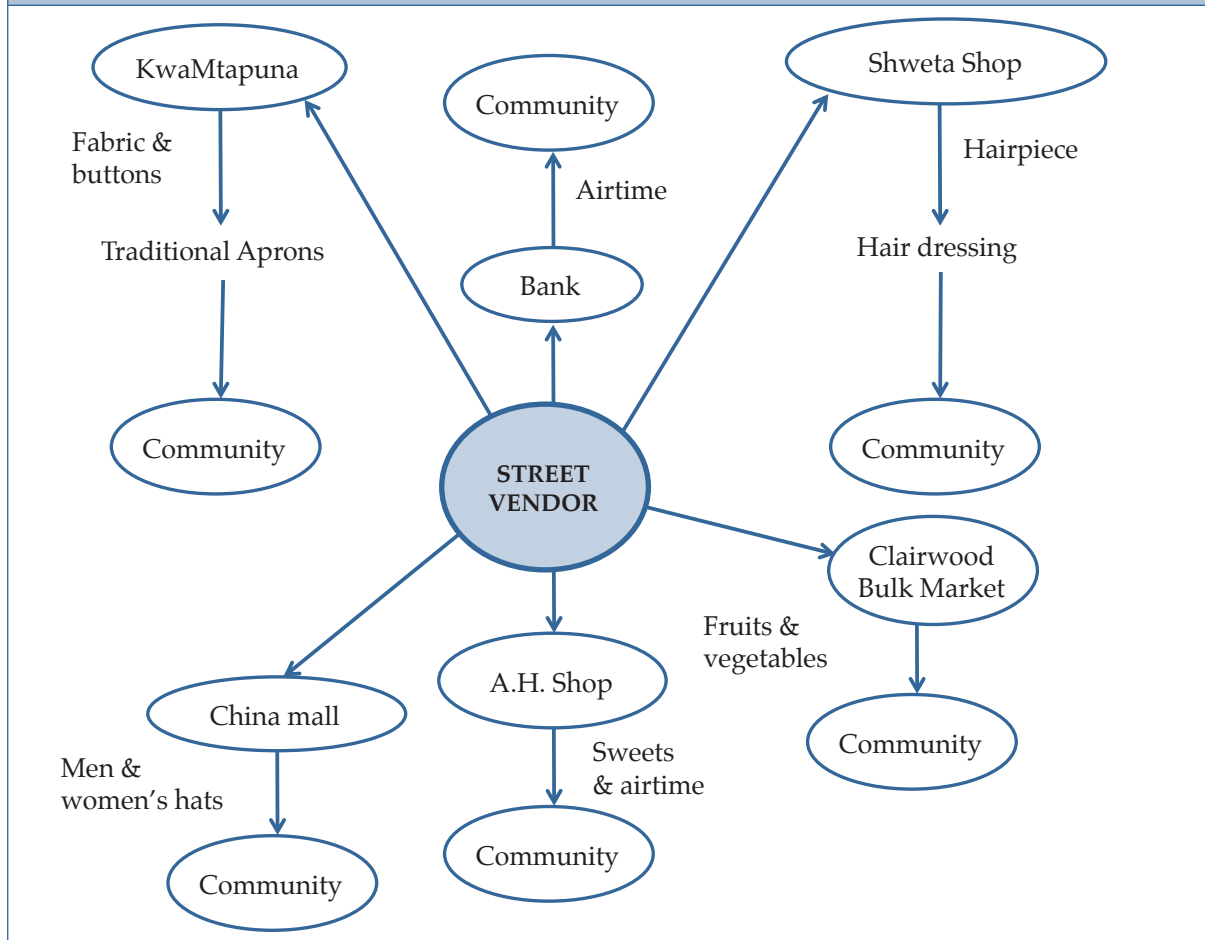 KwaMtapuna
Community
Shweta Shop
Fabric &
buttons
Airtime
Hairpiece
Traditional Aprons
Bank
Hair dressing
Community
STREET
VENDOR
Community
Clairwood
Bulk Market
Fruits &
vegetables
China mall
A.H. Shop
Community
Men &
women’s hats
Sweets
& airtime
Community
Community